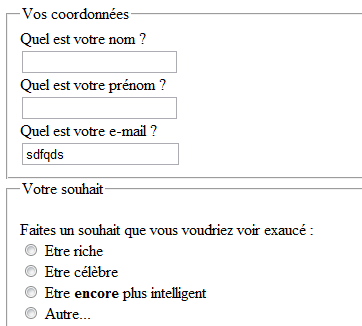 Vos coordonnées
Quel est votre nom ?
Quel est votre prénom ?
Quel est votre e-mail ?
sdfqds
Votre souhait
Faites un souhait que vous voudriez voir exaucé :
Etre riche
Etre célèbre
Etre encore plus intelligent
Autre...